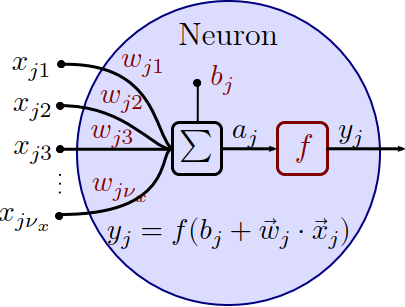 Neuron
x_{j1} w_{j1}
b_j
x_{j2} w_{j2}
x_{j3} w_{j3} ∑ a_j f y_j
⋮
x_{jν_x} w_{jν_x}
y_j = f(b_j + \vec{w}_j · \vec{x}_j)